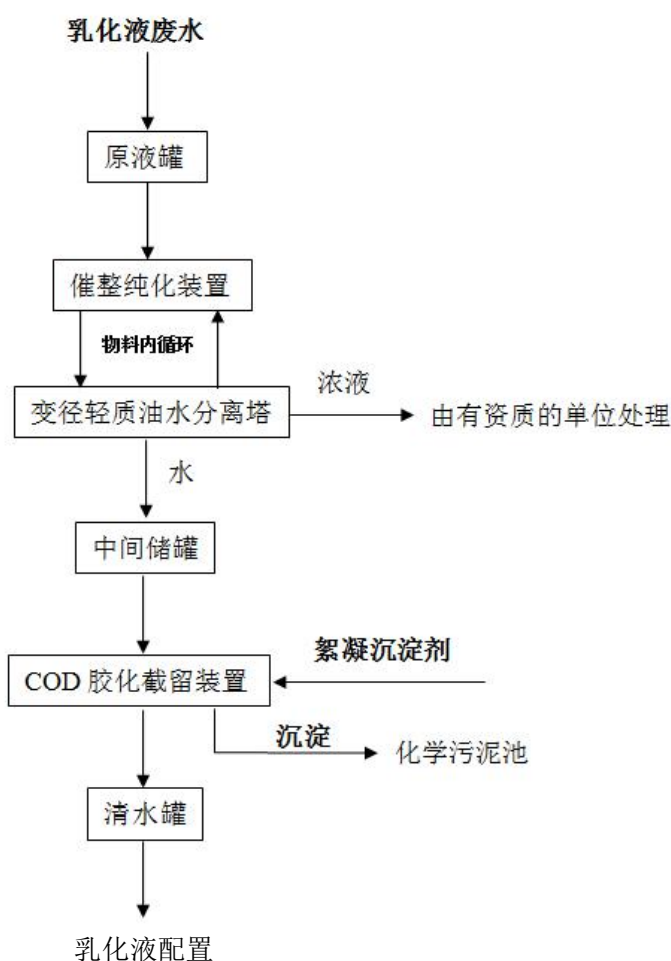 乳化液废水
原液罐
催整纯化装置
物料内循环
浓液
变径轻质油水分离塔
由有资质的单位处理
水
中间储罐
絮凝沉淀剂
COD 胶化截留装置
沉淀
化学污泥池
清水罐
乳化液配置